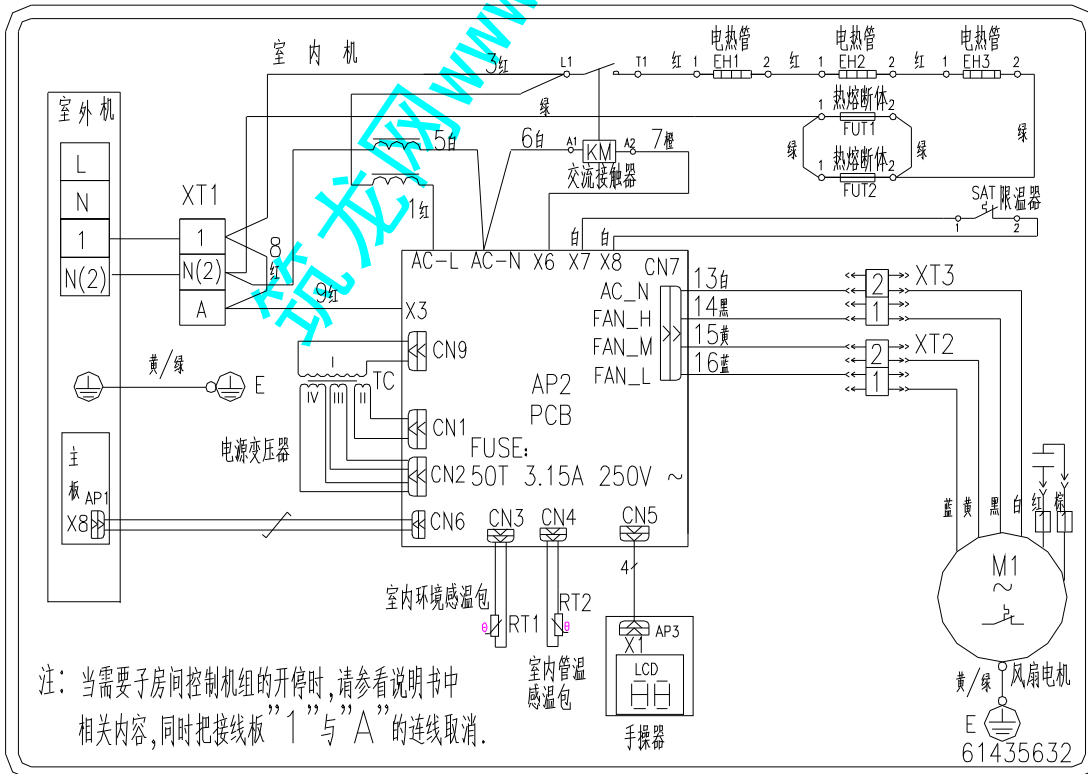 筑龙网www
室内机
3红
L1
T1
红
1
电热管
EH1
2
红
1
电热管
EH2
2
红
1
电热管
EH3
2
绿
1
热熔断体
2
FUT1
绿
绿
绿
1
热熔断体
2
FUT2
室外机
L
N
1
N(2)
XT1
1
N(2)
A
8红
9红
5白
1红
6白
A1
KM
A2
7橙
交流接触器
SAT
限温器
1
2
白
白
AC-L
AC-N
X6
X7
X8
CN7
X3
AC_N
FAN_H
FAN_M
FAN_L
13白
14黑
15黄
16蓝
2
1
XT3
2
1
XT2
黄/绿
E
CN9
I
TC
IV
III
II
CN1
电源变压器
CN2
CN6
AP2
PCB
FUSE:
50T 3.15A 250V ~
主板
AP1
X8
CN3
CN4
CN5
4
室内环境感温包
θ
RT1
RT2
θ
室内管温
感温包
AP3
X1
LCD
手操器
蓝
黄
黑
白
红
棕
M1
~
黄/绿
风扇电机
E
61435632
注: 当需要子房间控制机组的开停时,请参看说明书中
相关内容,同时把接线板"1"与"A"的连线取消.